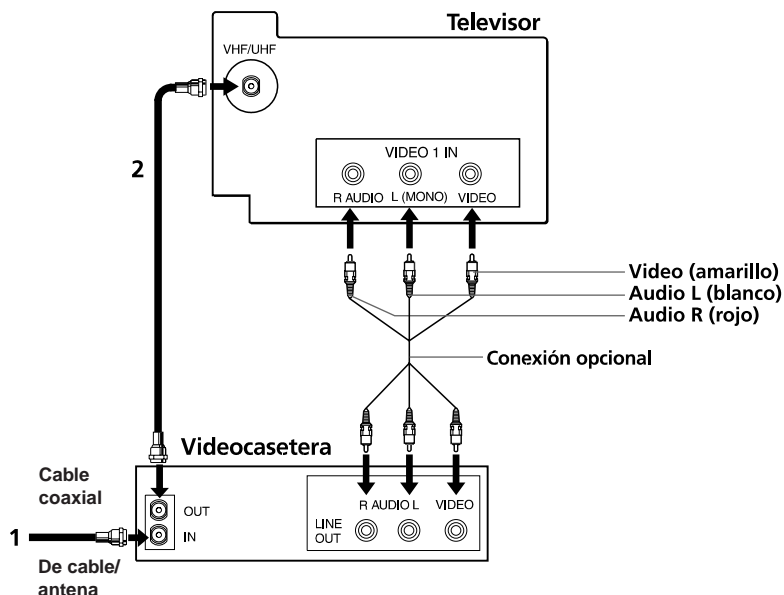 Televisor
VHF/UHF
2
VIDEO 1 IN
R AUDIO L (MONO) VIDEO
Video (amarillo)
Audio L (blanco)
Audio R (rojo)
Conexión opcional
Videocasetera
Cable
coaxial
OUT
IN
R AUDIO L VIDEO
LINE
OUT
1
De cable/
antena